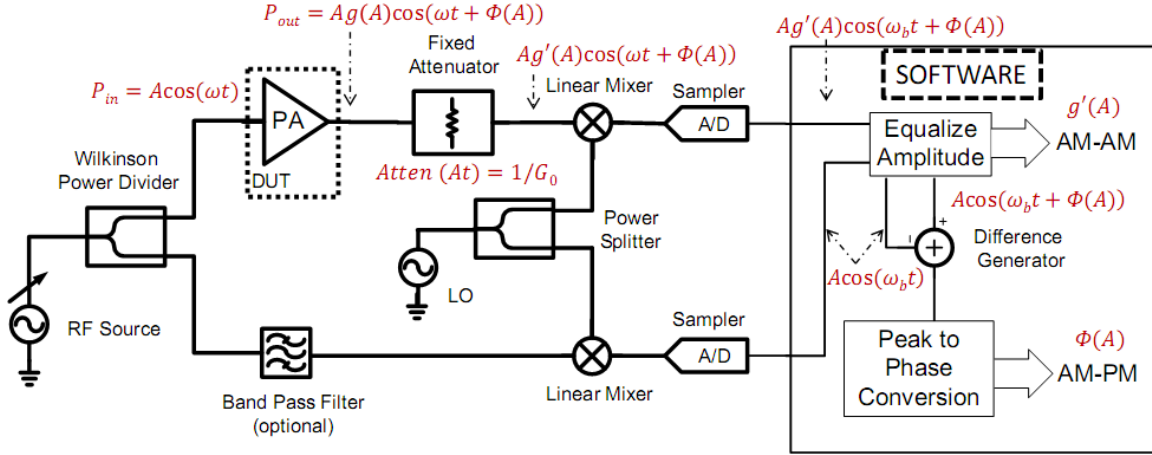 P_out = Ag(A)cos(ωt + Φ(A))
Ag′(A)cos(ω_b t + Φ(A))
Fixed
Attenuator
Ag′(A)cos(ωt + Φ(A))
Linear Mixer
SOFTWARE
P_in = Acos(ωt)
PA
DUT
Sampler
A/D
g′(A)
AM-AM
Equalize
Amplitude
Wilkinson
Power Divider
Atten (At) = 1/G_0
Acos(ω_b t + Φ(A))
+
-
+
Difference
Generator
Power
Splitter
LO
Acos(ω_b t)
RF Source
Sampler
A/D
Linear Mixer
Peak to
Phase
Conversion
Φ(A)
AM-PM
Band Pass Filter
(optional)